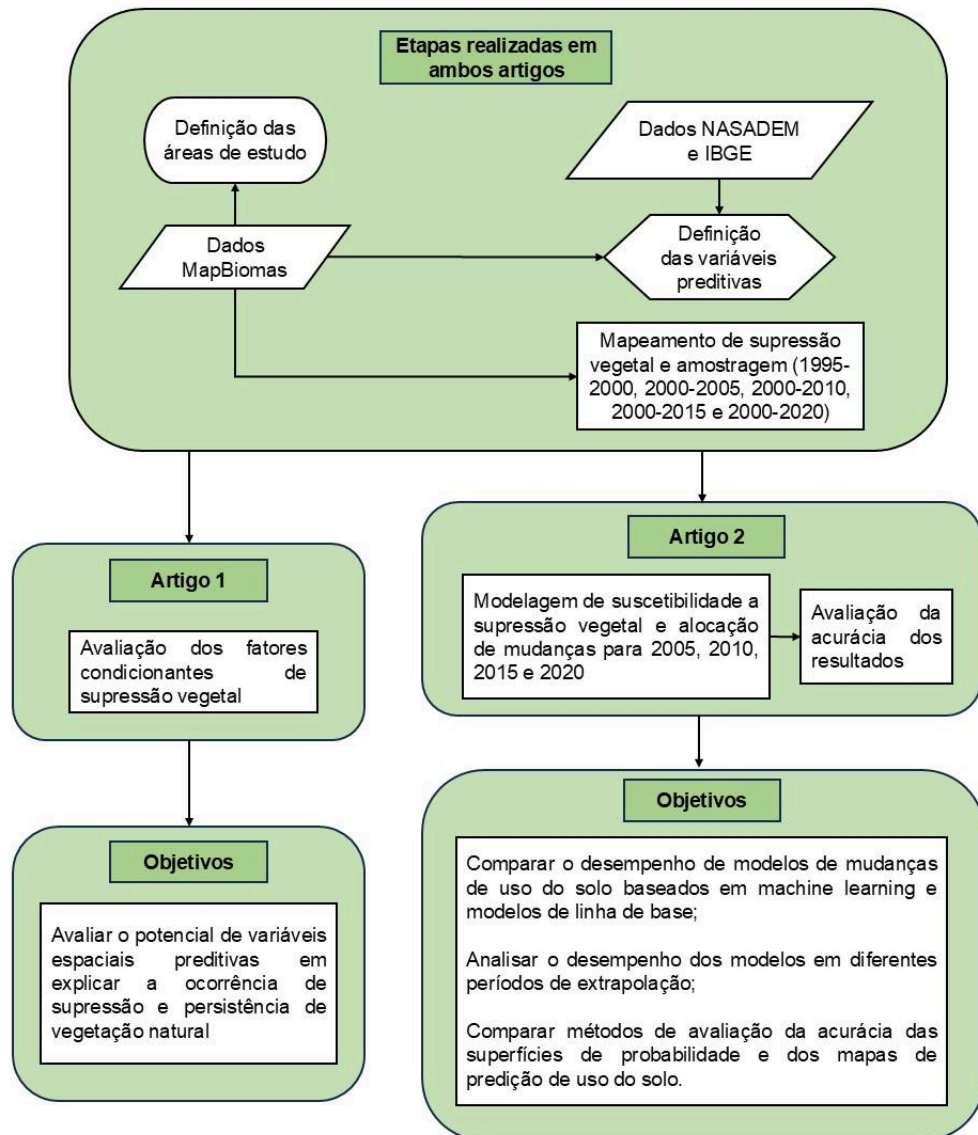 Etapas realizadas em
ambos artigos
Definição das
áreas de estudo
Dados NASADEM
e IBGE
Dados
MapBiomas
Definição
das variáveis
preditivas
Mapeamento de supressão
vegetal e amostragem (1995-
2000, 2000-2005, 2000-2010,
2000-2015 e 2000-2020)
Artigo 1
Avaliação dos fatores
condicionantes de
supressão vegetal
Artigo 2
Modelagem de suscetibilidade a
supressão vegetal e alocação
de mudanças para 2005, 2010,
2015 e 2020
Avaliação da
acurácia dos
resultados
Objetivos
Avaliar o potencial de variáveis
espaciais preditivas em
explicar a ocorrência de
supressão e persistência de
vegetação natural
Objetivos
Comparar o desempenho de modelos de mudanças
de uso do solo baseados em machine learning e
modelos de linha de base;
Analisar o desempenho dos modelos em diferentes
períodos de extrapolação;
Comparar métodos de avaliação da acurácia das
superfícies de probabilidade e dos mapas de
predição de uso do solo.